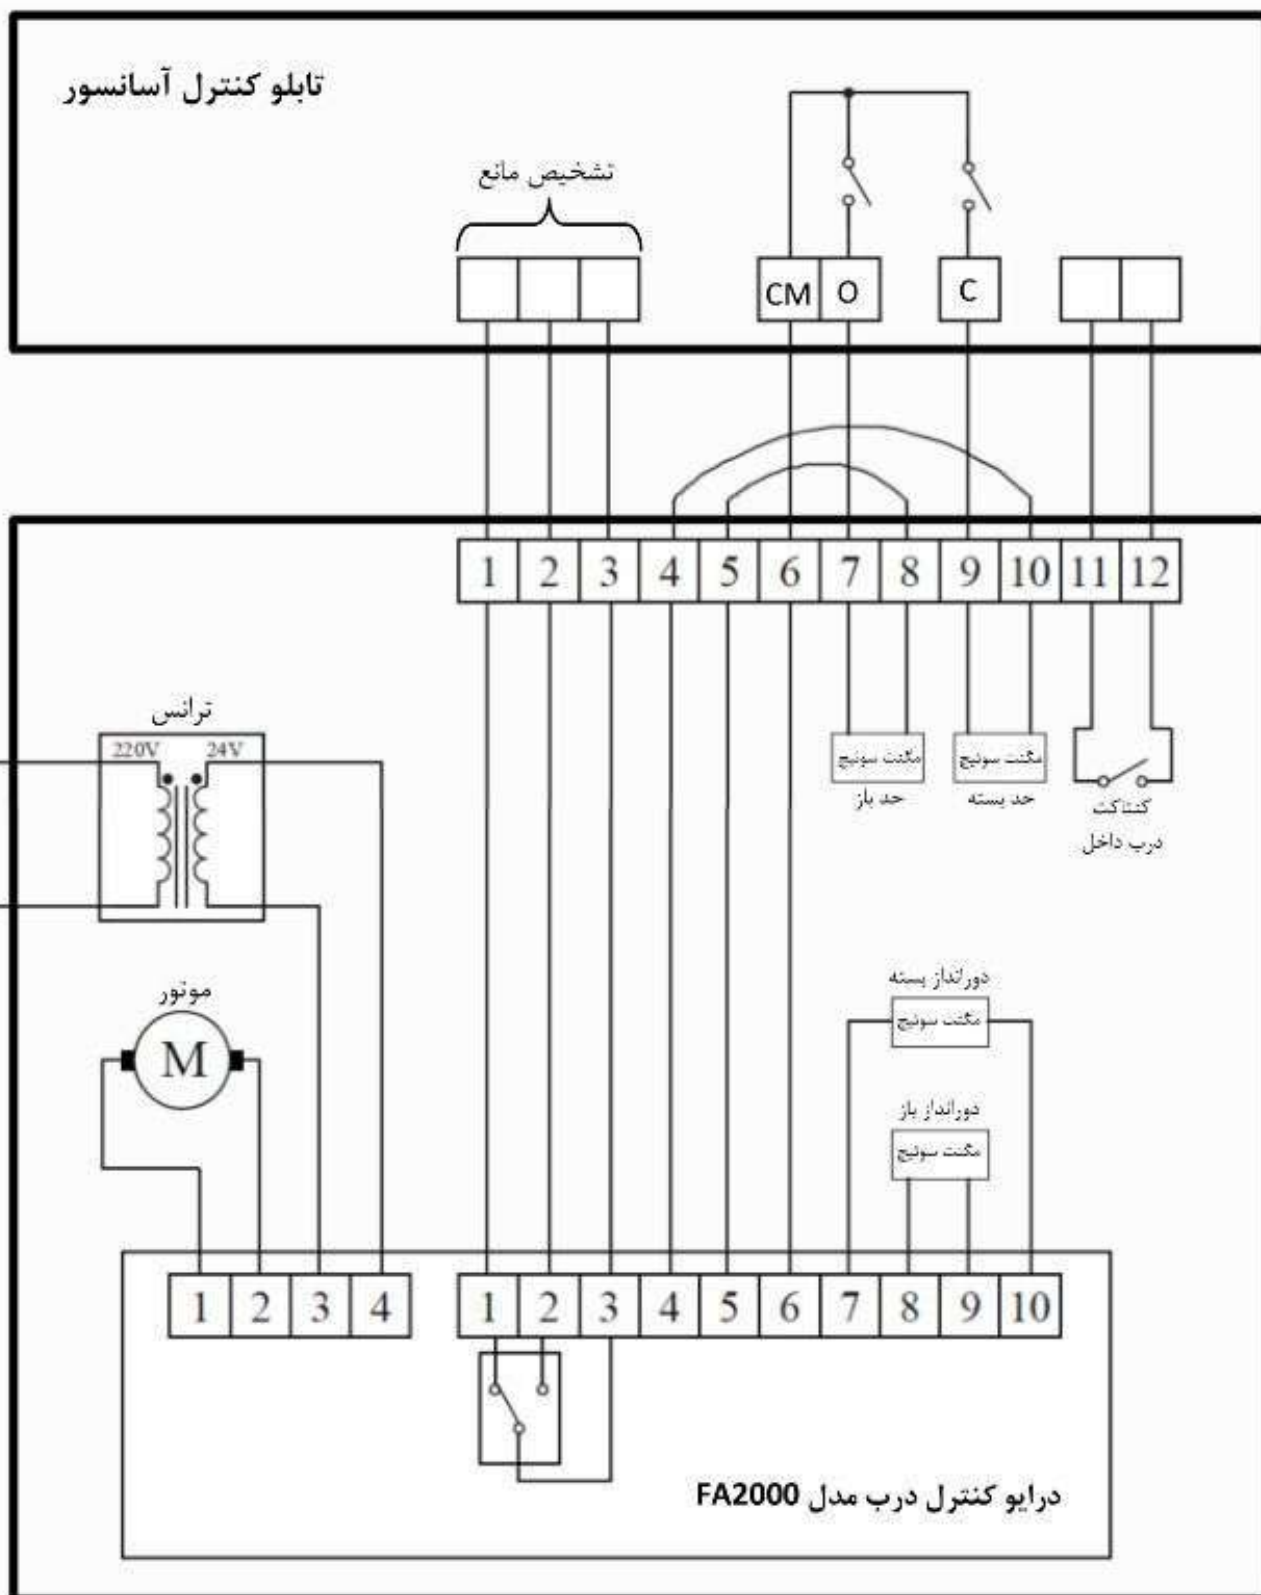 تابلو کنترل آسانسور
تشخیص مانع
CM O C
1 2 3 4 5 6 7 8 9 10 11 12
ترانس
220V 24V
مگنت سوئیچ مگنت سوئیچ
حد باز حد بسته
کنتاکت
درب داخل
موتور
M
دورانداز بسته
مگنت سوئیچ
دورانداز باز
مگنت سوئیچ
1 2 3 4
1 2 3 4 5 6 7 8 9 10
درایو کنترل درب مدل FA2000